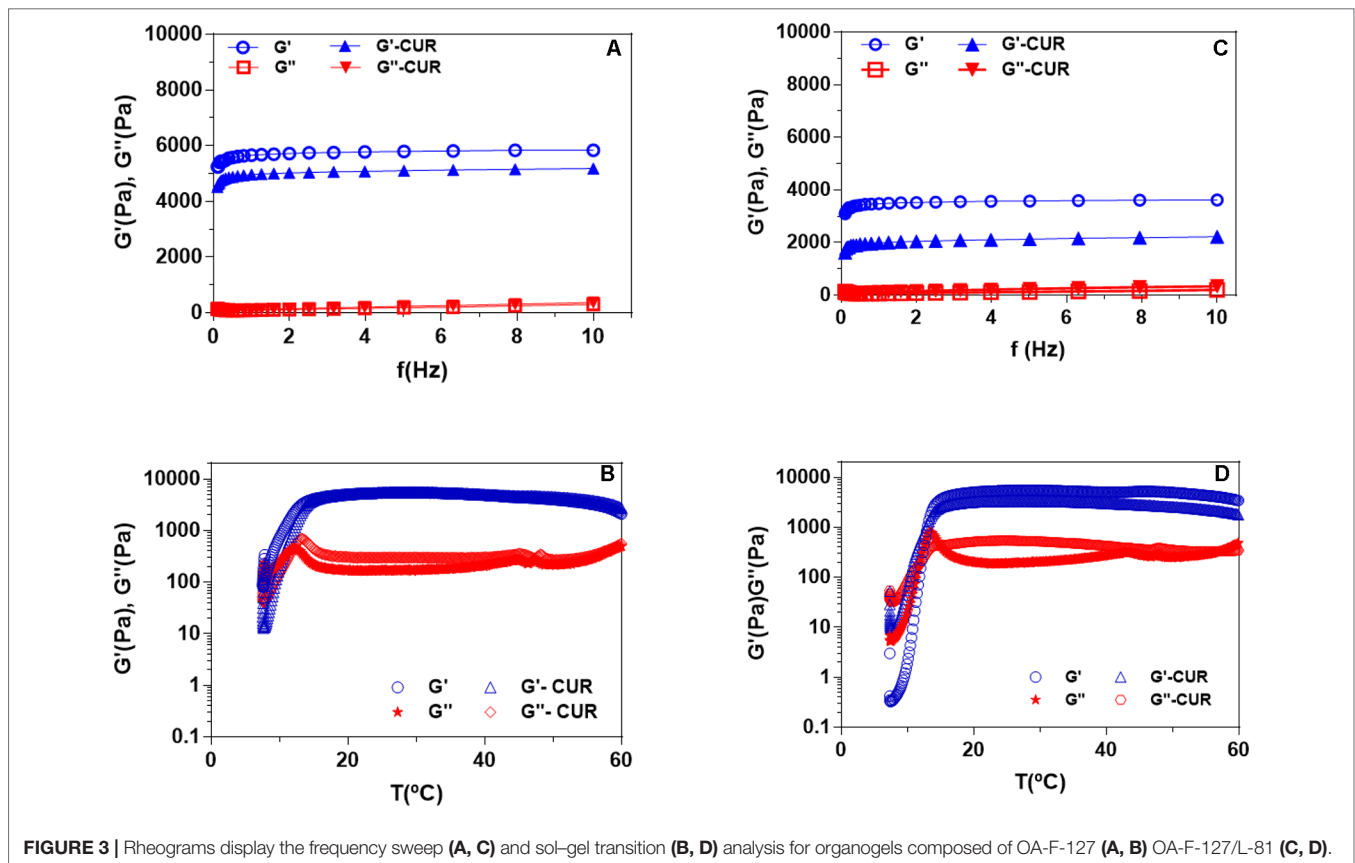 A
G' G'-CUR
G'' G''-CUR
10000
8000
6000
4000
2000
0
G'(Pa), G''(Pa)
0 2 4 6 8 10
f(Hz)
C
G' G'-CUR
G'' G''-CUR
10000
8000
6000
4000
2000
0
G'(Pa), G''(Pa)
0 2 4 6 8 10
f (Hz)
B
10000
1000
100
10
1
0.1
G'(Pa), G''(Pa)
G' G'- CUR
G'' G''- CUR
0 20 40 60
T(ºC)
D
10000
1000
100
10
1
0.1
G'(Pa)G''(Pa)
G' G'-CUR
G'' G''-CUR
0 20 40 60
T(ºC)
FIGURE 3 | Rheograms display the frequency sweep (A, C) and sol–gel transition (B, D) analysis for organogels composed of OA-F-127 (A, B) OA-F-127/L-81 (C, D).